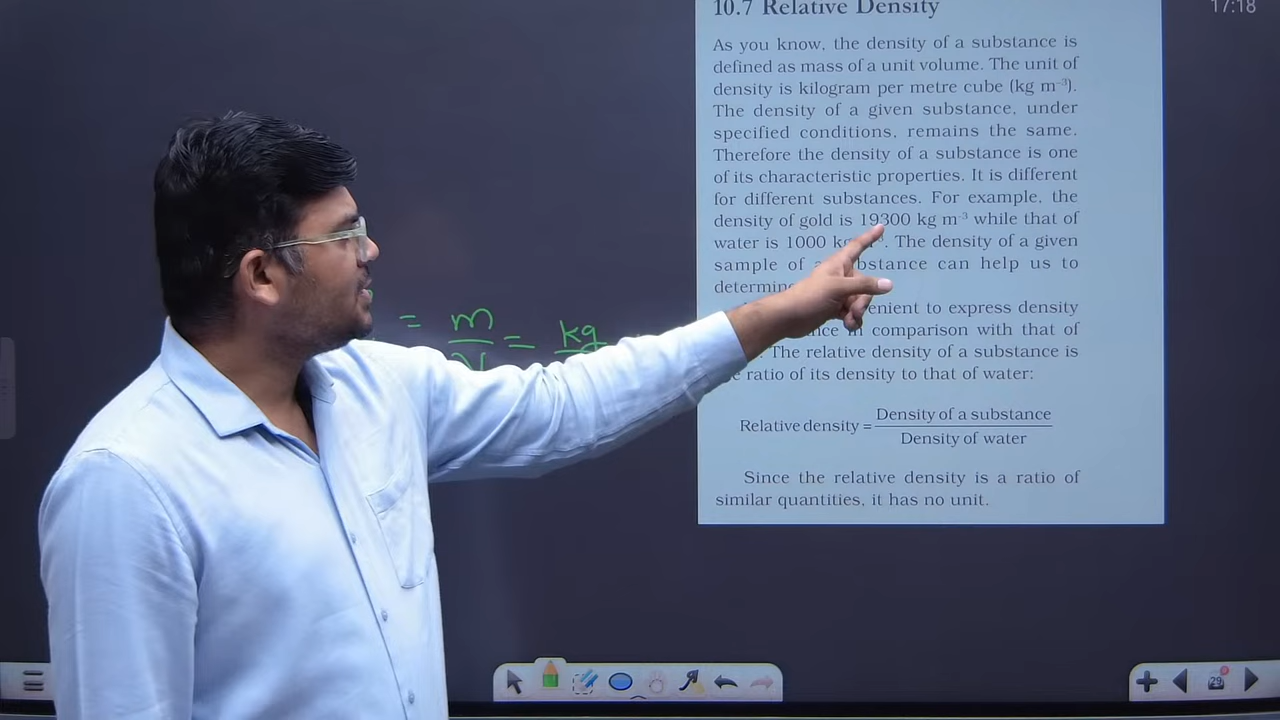 10.7 Relative Density
17:18
As you know, the density of a substance is
defined as mass of a unit volume. The unit of
density is kilogram per metre cube (kg m⁻³).
The density of a given substance, under
specified conditions, remains the same.
Therefore the density of a substance is one
of its characteristic properties. It is different
for different substances. For example, the
density of gold is 19300 kg m⁻³ while that of
water is 1000 . The density of a given
sample of substance can help us to
to express density
in comparison with that of
The relative density of a substance is
ratio of its density to that of water:
Relative density = Density of a substance
Density of water
Since the relative density is a ratio of
similar quantities, it has no unit.
= m = kg
29